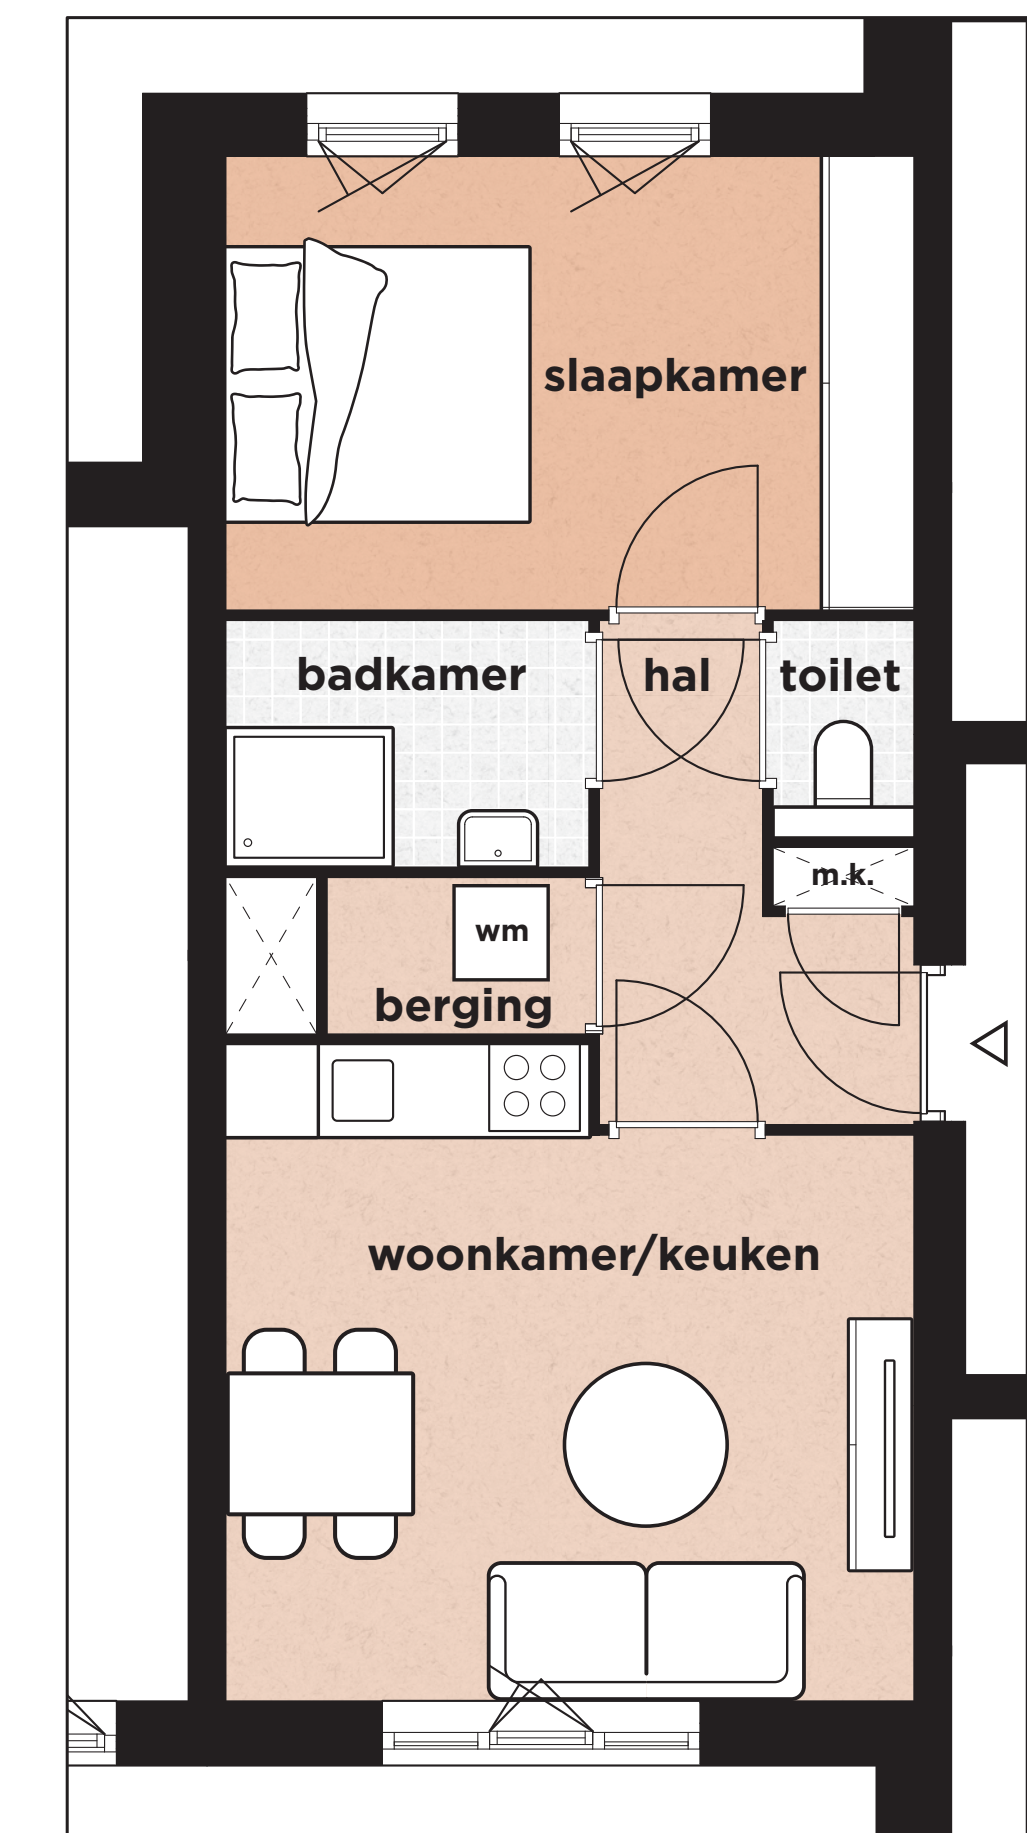 slaapkamer
badkamer
hal
toilet
m.k.
wm
berging
woonkamer/keuken